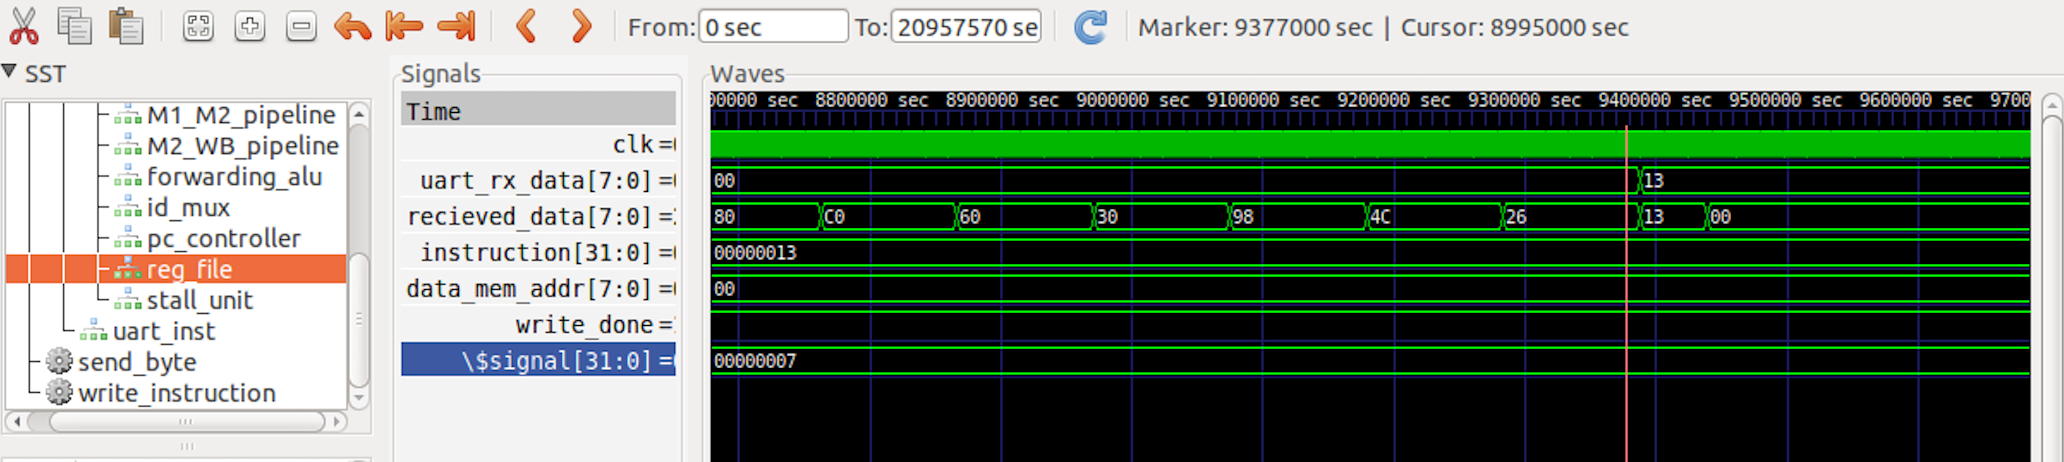 From: 0 sec To: 20957570 se Marker: 9377000 sec | Cursor: 8995000 sec
SST
M1_M2_pipeline
M2_WB_pipeline
forwarding_alu
id_mux
pc_controller
reg_file
stall_unit
uart_inst
send_byte
write_instruction
Signals
Time
clk =
uart_rx_data[7:0] =
recieved_data[7:0] =
instruction[31:0] =
data_mem_addr[7:0] =
write_done =
\$signal[31:0] =
Waves
00000 sec 8800000 sec 8900000 sec 9000000 sec 9100000 sec 9200000 sec 9300000 sec 9400000 sec 9500000 sec 9600000 sec 9700
00 13
80 C0 60 30 98 4C 26 13 00
00000013
00
00000007